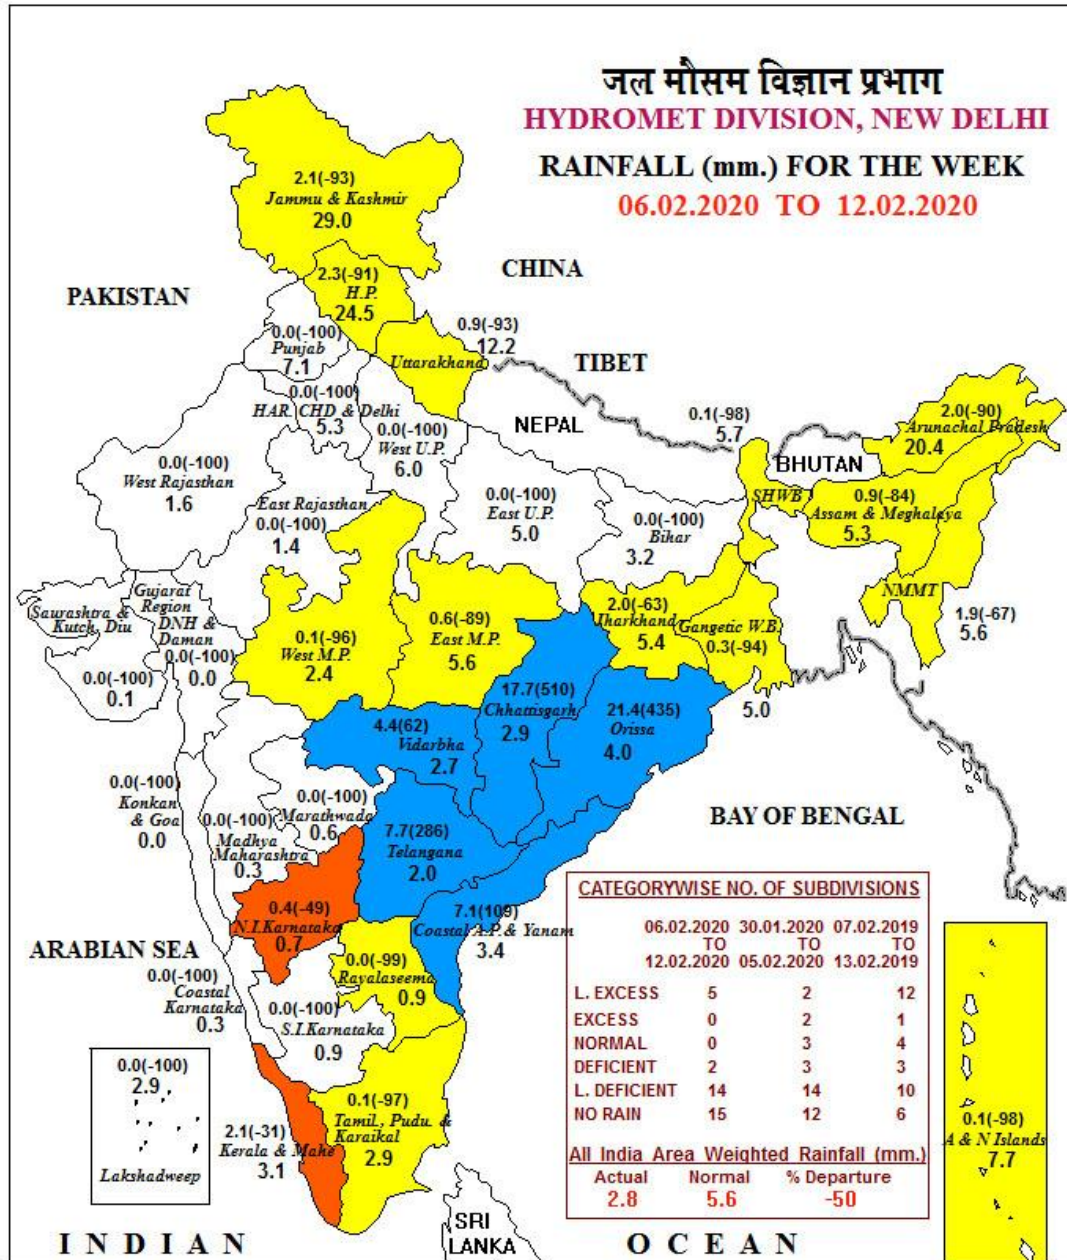 जल मौसम विज्ञान प्रभाग
HYDROMET DIVISION, NEW DELHI
RAINFALL (mm.) FOR THE WEEK
06.02.2020 TO 12.02.2020
2.1(-93)
Jammu & Kashmir
29.0
CHINA
PAKISTAN
2.3(-91)
H.P.
24.5
0.0(-100)
Punjab
7.1
0.9(-93)
12.2
Uttarakhand
TIBET
0.0(-100)
HAR. CHD & Delhi
5.3
0.0(-100)
West U.P.
6.0
NEPAL
0.1(-98)
5.7
2.0(-90)
Arunachal Pradesh
20.4
BHUTAN
SHWB
0.9(-84)
Assam & Meghalaya
5.3
0.0(-100)
West Rajasthan
1.6
East Rajasthan
0.0(-100)
1.4
0.0(-100)
East U.P.
5.0
0.0(-100)
Bihar
3.2
NMMT
1.9(-67)
5.6
Saurashtra &
Kutch, Diu
0.0(-100)
0.1
Gujarat
Region
DNH &
Daman
0.0(-100)
0.0
0.1(-96)
West M.P.
2.4
0.6(-89)
East M.P.
5.6
2.0(-63)
Jharkhand
5.4
Gangetic W.B.
0.3(-94)
5.0
17.7(510)
Chhattisgarh
2.9
21.4(435)
Orissa
4.0
4.4(62)
Vidarbha
2.7
0.0(-100)
Konkan
& Goa
0.0
0.0(-100)
Madhya
Maharashtra
0.3
0.0(-100)
Marathwada
0.6
7.7(286)
Telangana
2.0
BAY OF BENGAL
0.4(-49)
N.I.Karnataka
0.7
7.1(109)
Coastal A.P.& Yanam
3.4
ARABIAN SEA
0.0(-100)
Coastal
Karnataka
0.3
0.0(-99)
Rayalaseema
0.9
0.0(-100)
S.I.Karnataka
0.9
0.0(-100)
2.9
Lakshadweep
2.1(-31)
Kerala & Mahe
3.1
0.1(-97)
Tamil., Pudu. &
Karaikal
2.9
CATEGORYWISE NO. OF SUBDIVISIONS
06.02.2020 30.01.2020 07.02.2019
TO TO TO
12.02.2020 05.02.2020 13.02.2019
L. EXCESS 5 2 12
EXCESS 0 2 1
NORMAL 0 3 4
DEFICIENT 2 3 3
L. DEFICIENT 14 14 10
NO RAIN 15 12 6
All India Area Weighted Rainfall (mm.)
Actual Normal % Departure
2.8 5.6 -50
0.1(-98)
A & N Islands
7.7
SRI
LANKA
INDIAN OCEAN